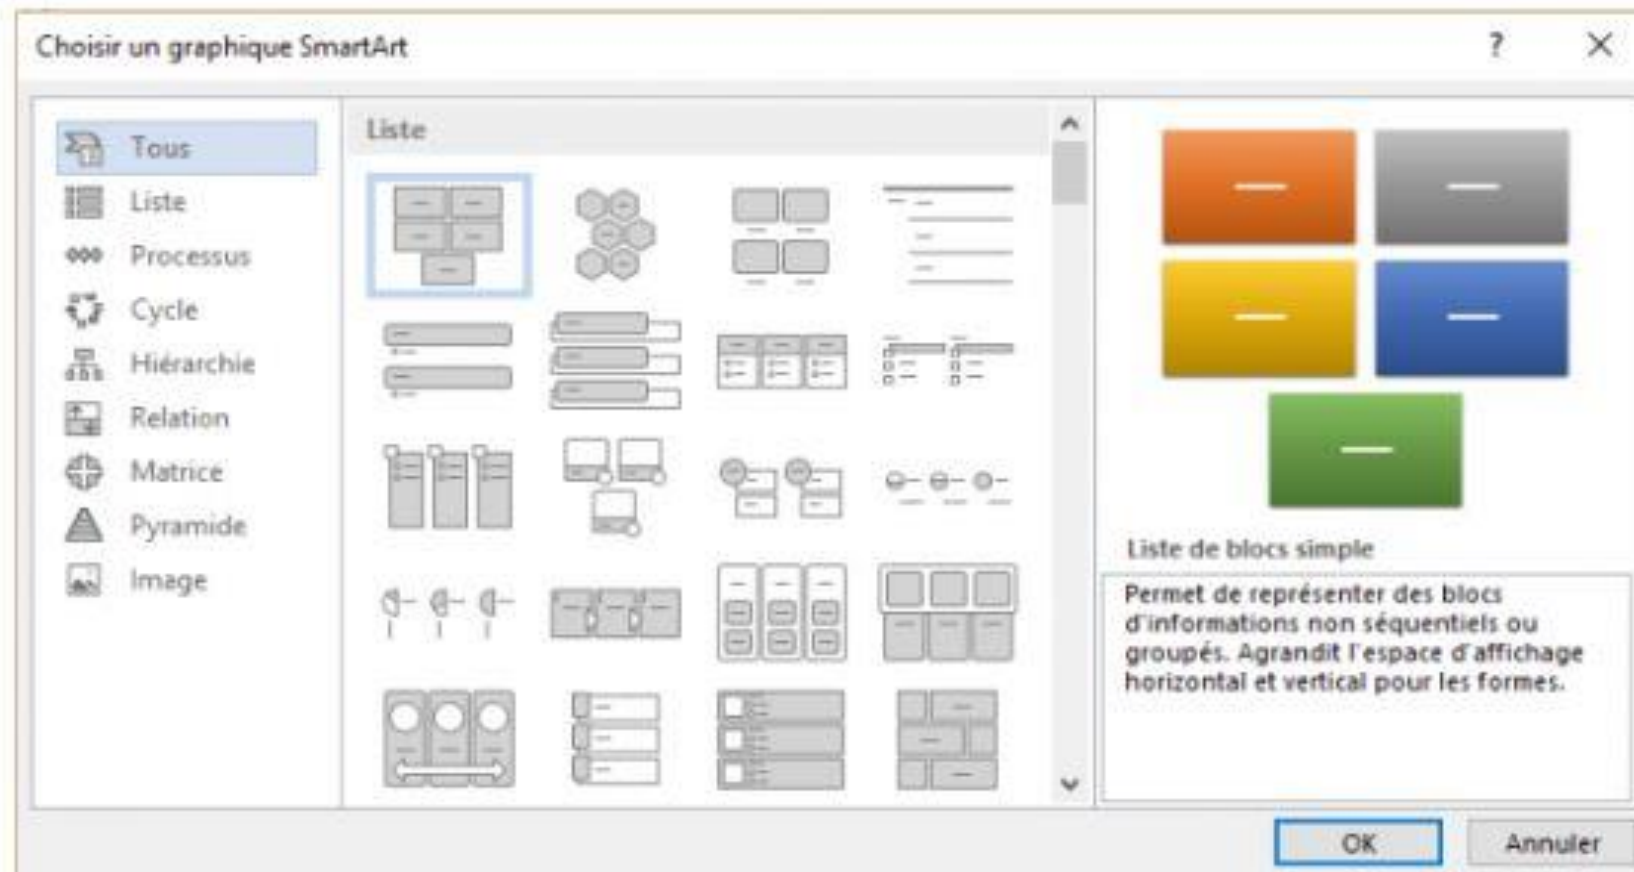 Choisir un graphique SmartArt
?
Tous
Liste
Processus
Cycle
Hiérarchie
Relation
Matrice
Pyramide
Image
Liste
Liste de blocs simple
Permet de représenter des blocs
d'informations non séquentiels ou
groupés. Agrandit l'espace d'affichage
horizontal et vertical pour les formes.
OK
Annuler